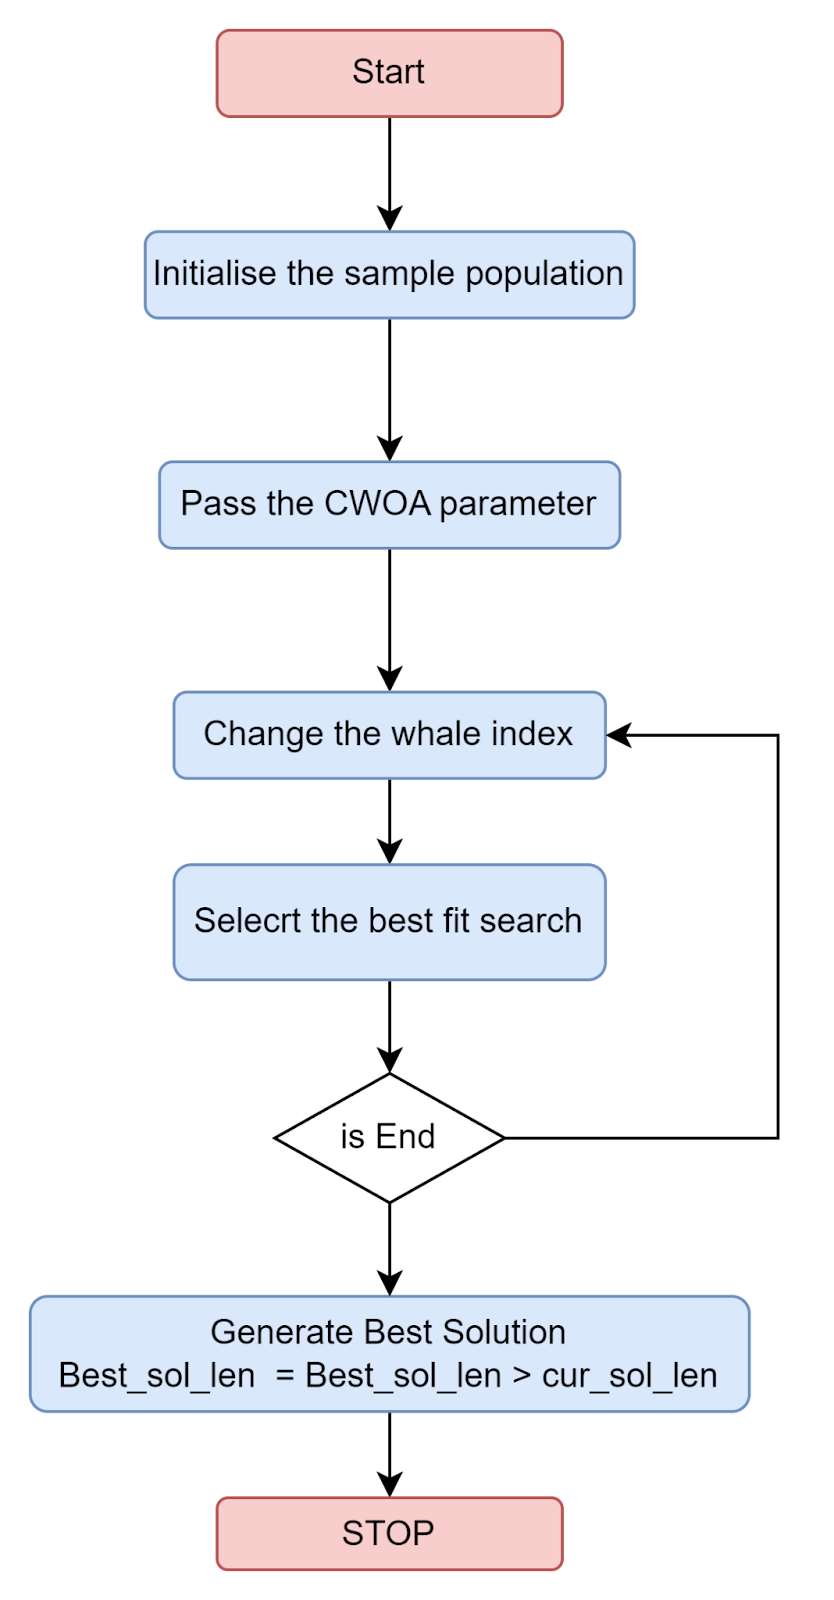 Start
Initialise the sample population
Pass the CWOA parameter
Change the whale index
Selecrt the best fit search
is End
Generate Best Solution
Best_sol_len  = Best_sol_len > cur_sol_len
STOP